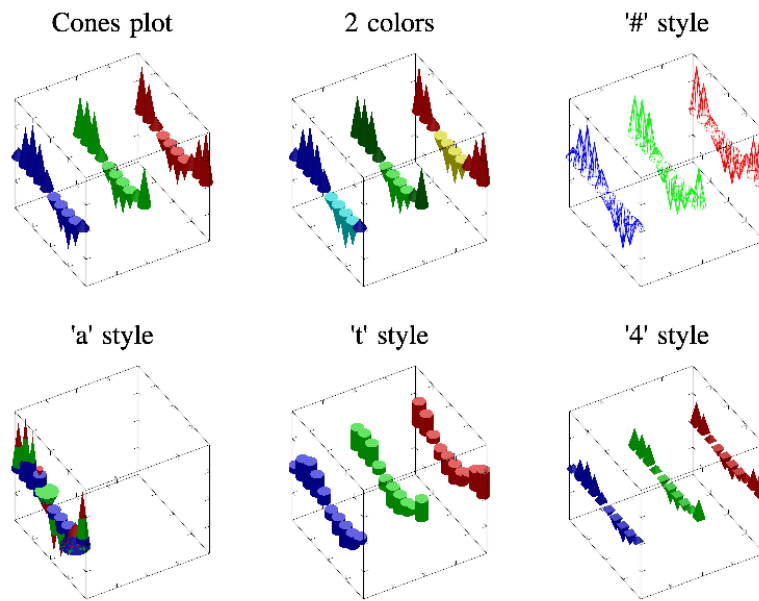 Cones plot
2 colors
'#' style
'a' style
't' style
'4' style